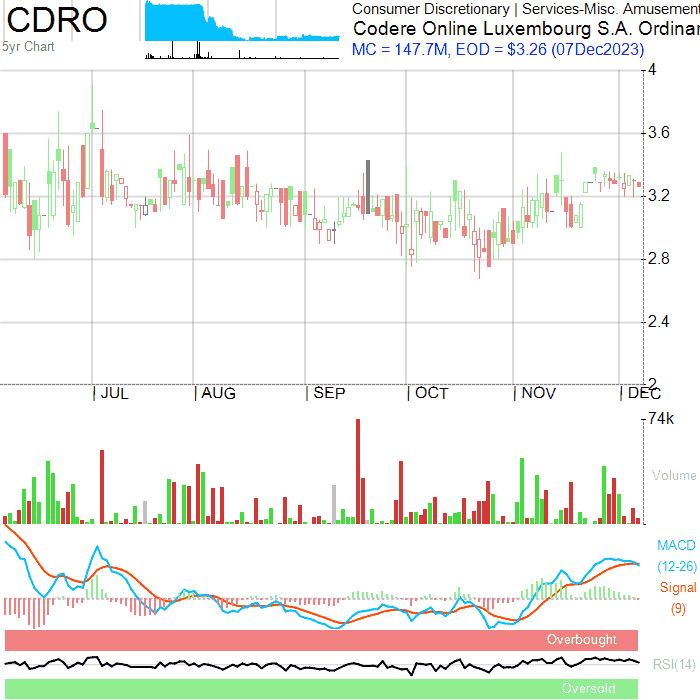 CDRO
5yr Chart
Consumer Discretionary | Services-Misc. Amusement
Codere Online Luxembourg S.A. Ordinar
MC = 147.7M, EOD = $3.26 (07Dec2023)
4
3.6
3.2
2.8
2.4
2
| JUL | AUG | SEP | OCT | NOV | DEC
74k
Volume
MACD
(12-26)
Signal
(9)
Overbought
RSI(14)
Oversold